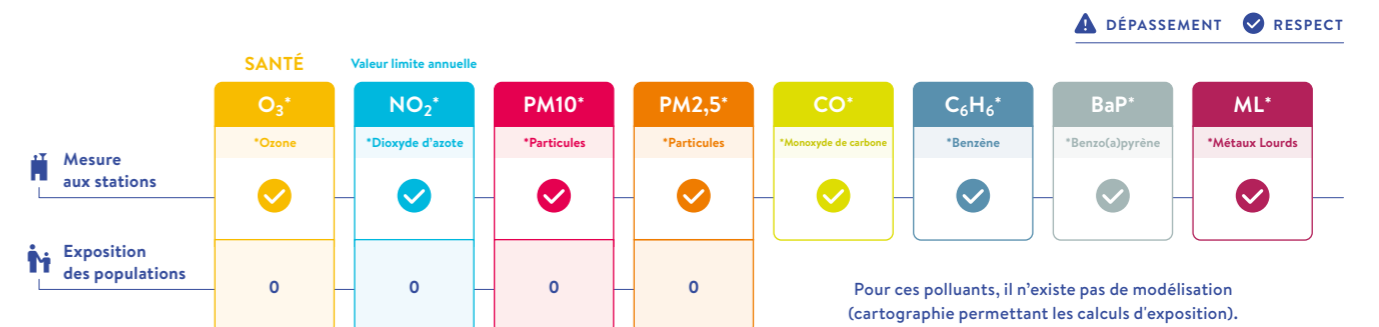 DÉPASSEMENT RESPECT
SANTÉ Valeur limite annuelle
O₃* NO₂* PM10* PM2,5* CO* C₆H₆* BaP* ML*
*Ozone *Dioxyde d'azote *Particules *Particules *Monoxyde de carbone *Benzène *Benzo(a)pyrène *Métaux Lourds
Mesure
aux stations
Exposition
des populations
0 0 0 0
Pour ces polluants, il n'existe pas de modélisation
(cartographie permettant les calculs d'exposition).